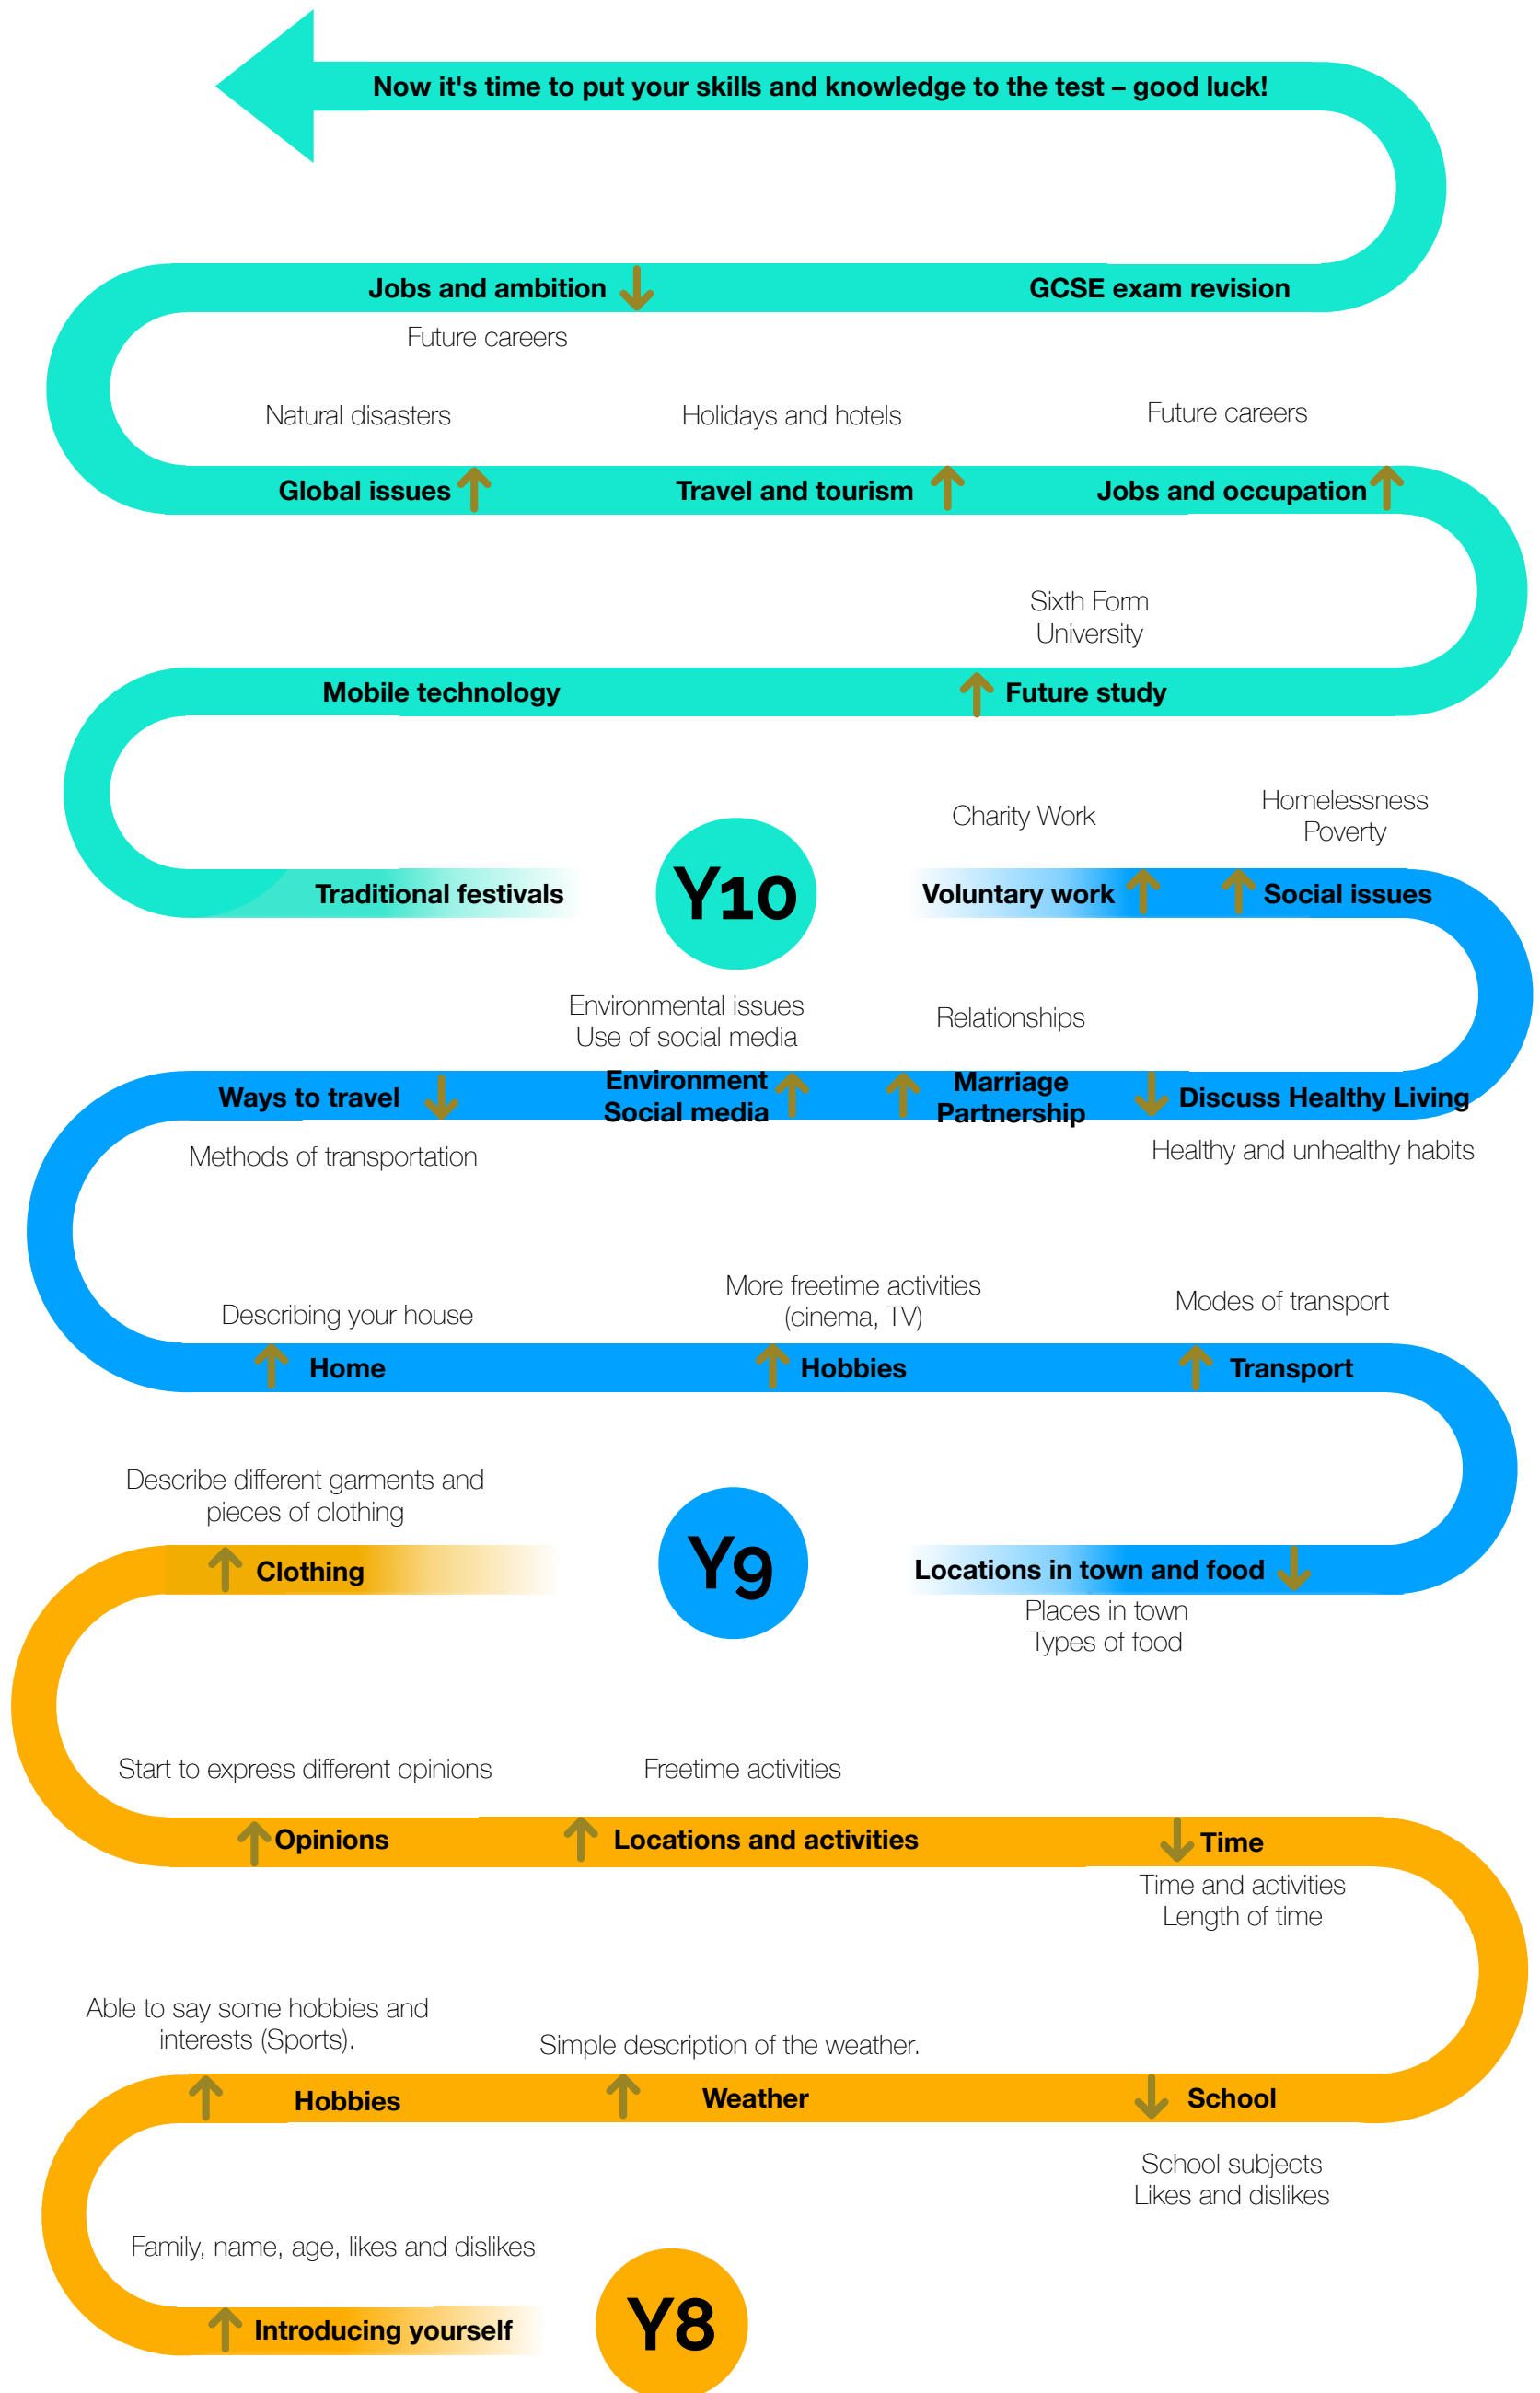 Now it's time to put your skills and knowledge to the test – good luck!
Jobs and ambition
GCSE exam revision
Future careers
Natural disasters
Holidays and hotels
Future careers
Global issues
Travel and tourism
Jobs and occupation
Sixth Form
University
Mobile technology
Future study
Charity Work
Homelessness
Poverty
Traditional festivals
Y10
Voluntary work
Social issues
Environmental issues
Use of social media
Relationships
Ways to travel
Environment
Social media
Marriage
Partnership
Discuss Healthy Living
Methods of transportation
Healthy and unhealthy habits
Describing your house
More freetime activities
(cinema, TV)
Modes of transport
Home
Hobbies
Transport
Describe different garments and
pieces of clothing
Clothing
Y9
Locations in town and food
Places in town
Types of food
Start to express different opinions
Freetime activities
Opinions
Locations and activities
Time
Time and activities
Length of time
Able to say some hobbies and
interests (Sports).
Simple description of the weather.
Hobbies
Weather
School
School subjects
Likes and dislikes
Family, name, age, likes and dislikes
Introducing yourself
Y8